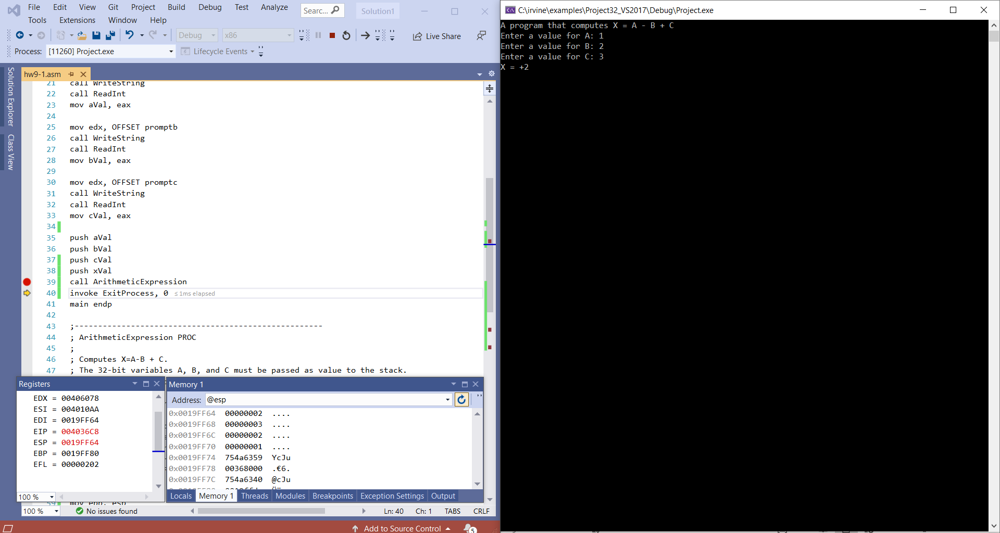 File Edit View Git Project Build Debug Test Analyze Searc... Solution1
Tools Extensions Window Help
Debug x86 Live Share
Process: [11260] Project.exe Lifecycle Events
Solution Explorer
Class View
hw9-1.asm
21 call WriteString
22 call ReadInt
23 mov aVal, eax
24
25 mov edx, OFFSET promptb
26 call WriteString
27 call ReadInt
28 mov bVal, eax
29
30 mov edx, OFFSET promptc
31 call WriteString
32 call ReadInt
33 mov cVal, eax
34
35 push aVal
36 push bVal
37 push cVal
38 push xVal
39 call ArithmeticExpression
40 invoke ExitProcess, 0 ≤ 1ms elapsed
41 main endp
42
43 ;-----------------------------------------------------
44 ; ArithmeticExpression PROC
45 ;
46 ; Computes X=A-B + C.
47 ; The 32-bit variables A, B, and C must be passed as value to the stack.
Registers
EDX = 00406078
ESI = 004010AA
EDI = 0019FF64
EIP = 004036C8
ESP = 0019FF64
EBP = 0019FF80
EFL = 00000202
100 %
Memory 1
Address: @esp
0x0019FF64 00000002 ....
0x0019FF68 00000003 ....
0x0019FF6C 00000002 ....
0x0019FF70 00000001 ....
0x0019FF74 754a6359 YcJu
0x0019FF78 00368000 .€6.
0x0019FF7C 754a6340 @cJu
Locals Memory 1 Threads Modules Breakpoints Exception Settings Output
59 mov ebp, esp
100 % No issues found Ln: 40 Ch: 1 TABS CRLF
Add to Source Control 5
C:\irvine\examples\Project32_VS2017\Debug\Project.exe
A program that computes X = A - B + C
Enter a value for A: 1
Enter a value for B: 2
Enter a value for C: 3
X = +2